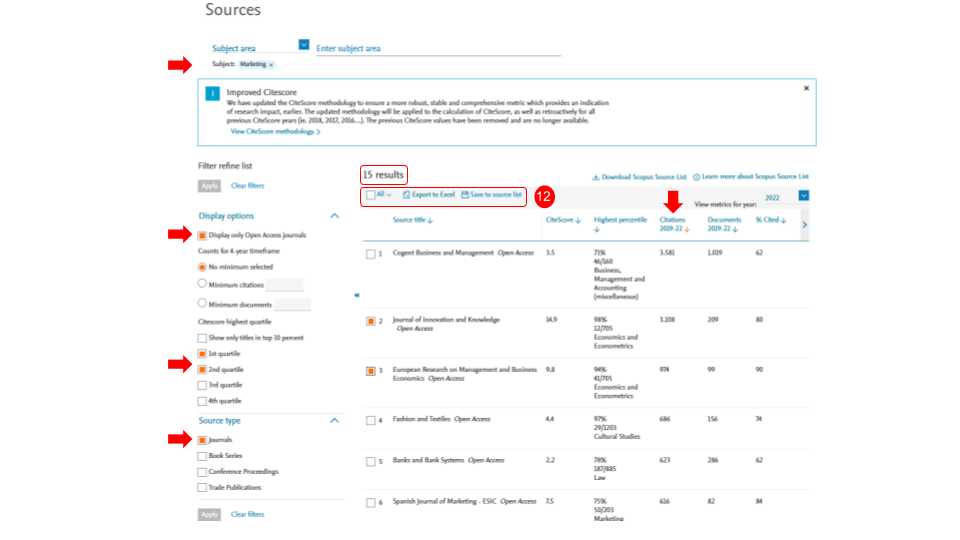 Sources
Subject area
Enter subject area
Subject: Marketing x
Improved Citescore
We have updated the CiteScore methodology to ensure a more robust, stable and comprehensive metric which provides an indication
of research impact, earlier. The updated methodology will be applied to the calculation of CiteScore, as well as retroactively for all
previous CiteScore years (ie. 2018, 2017, 2016...). The previous CiteScore values have been removed and are no longer available.
View CiteScore methodology. >
Filter refine list
Apply Clear filters
Display options
Display only Open Access journals
Counts for 4-year timeframe
No minimum selected
Minimum citations
Minimum documents
Citescore highest quartile
Show only titles in top 10 percent
1st quartile
2nd quartile
3rd quartile
4th quartile
Source type
Journals
Book Series
Conference Proceedings
Trade Publications
Apply Clear filters
15 results
Download Scopus Source List Learn more about Scopus Source List
All Export to Excel Save to source list
12
View metrics for year: 2022
Source title CiteScore Highest percentile Citations 2019-22 Documents 2019-22 % Cited
1 Cogent Business and Management Open Access 3.5 71% 3.581 1.019 62
46/160
Business,
Management and
Accounting
(miscellaneous)
2 Journal of Innovation and Knowledge 14.9 98% 3.108 209 80
Open Access 12/705
Economics and
Econometrics
3 European Research on Management and Business 9.8 94% 974 99 90
Economics Open Access 41/705
Economics and
Econometrics
4 Fashion and Textiles Open Access 4.4 97% 686 156 74
29/1203
Cultural Studies
5 Banks and Bank Systems Open Access 2.2 78% 623 286 62
187/885
Law
6 Spanish Journal of Marketing - ESIC Open Access 7.5 75% 616 82 84
50/203
Marketing